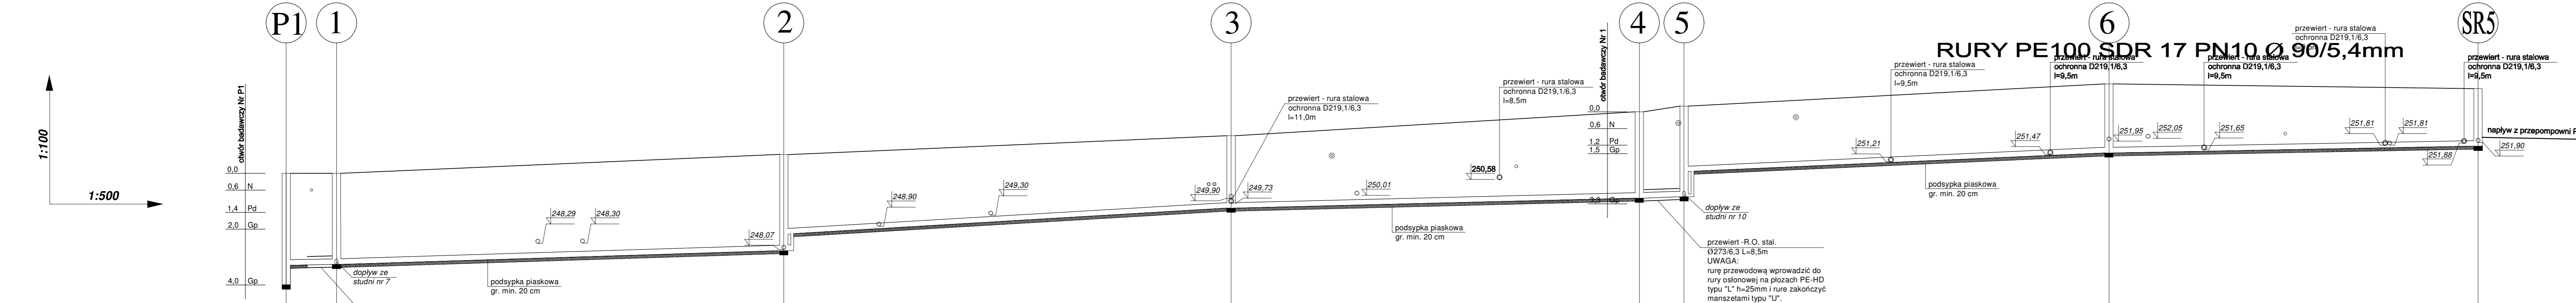 P1
1
2
3
4
5
6
SR5
RURY PE100 SDR 17 PN10 Ø 90/5,4mm
1:100
1:500
otwór badawczy Nr P1
0,0
0,6 N
1,4 Pd
2,0 Gp
4,0 Gp
dopływ ze
studni nr 7
248,29
248,30
podsypka piaskowa
gr. min. 20 cm
248,07
248,90
249,30
249,90
249,73
przewiert - rura stalowa
ochronna D219,1/6,3
l=11,0m
250,01
podsypka piaskowa
gr. min. 20 cm
250,58
przewiert - rura stalowa
ochronna D219,1/6,3
l=8,5m
otwór badawczy Nr 1
0,0
0,6 N
1,2 Pd
1,5 Gp
3,3 Gp
dopływ ze
studni nr 10
przewiert -R.O. stal.
Ø273/6,3 L=8,5m
UWAGA:
rurę przewodową wprowadzić do
rury osłonowej na płozach PE-HD
typu "L" h=25mm i rure zakończyć
manszetami typu "U".
251,21
przewiert - rura stalowa
ochronna D219,1/6,3
l=9,5m
podsypka piaskowa
gr. min. 20 cm
251,47
przewiert - rura stalowa
ochronna D219,1/6,3
l=9,5m
251,95
252,05
251,65
przewiert - rura stalowa
ochronna D219,1/6,3
l=9,5m
przewiert - rura stalowa
ochronna D219,1/6,3
251,81
251,81
251,88
przewiert - rura stalowa
ochronna D219,1/6,3
l=9,5m
napływ z przepompowni
251,90